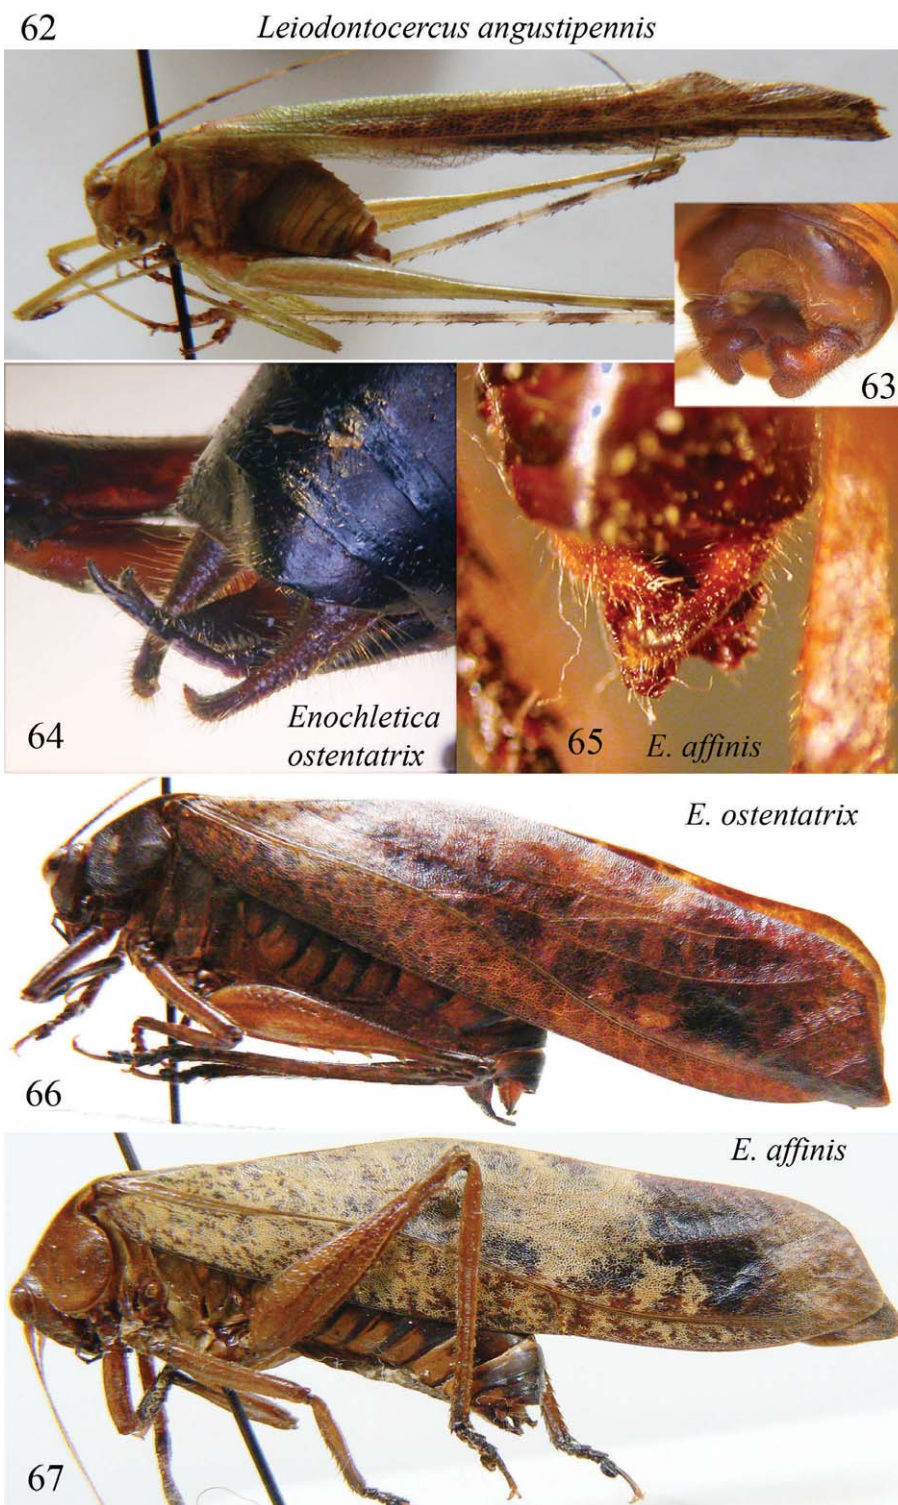 62
Leiodontocercus angustipennis
63
64
Enochletica
ostentatrix
65
E. affinis
E. ostentatrix
66
E. affinis
67